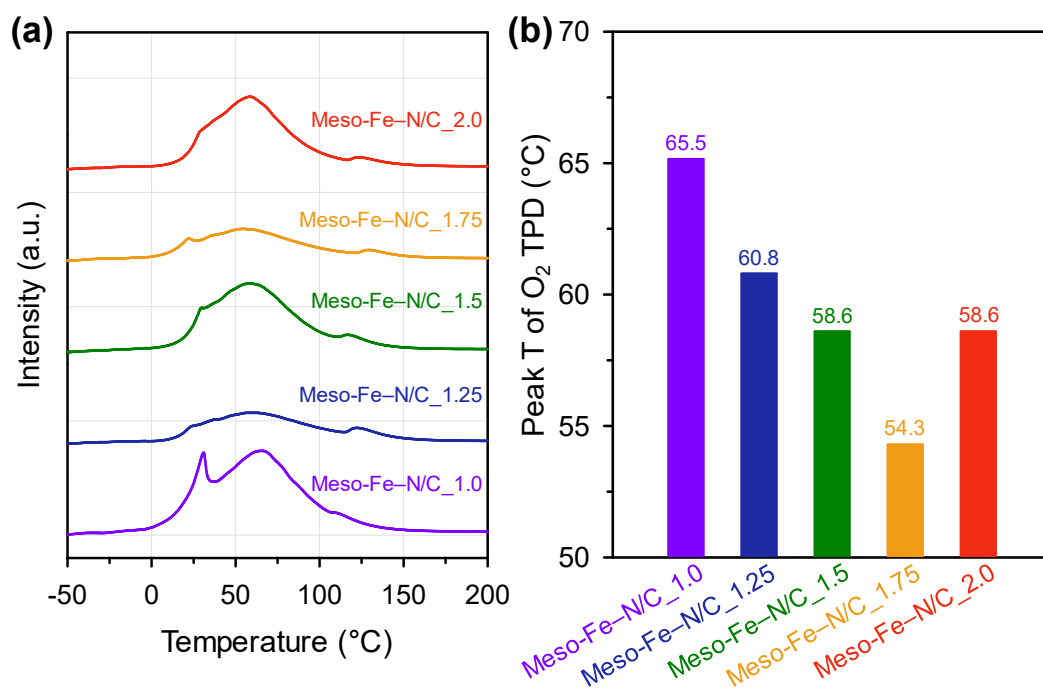 (a)
Intensity (a.u.)
Meso-Fe–N/C_2.0
Meso-Fe–N/C_1.75
Meso-Fe–N/C_1.5
Meso-Fe–N/C_1.25
Meso-Fe–N/C_1.0
-50 0 50 100 150 200
Temperature (°C)
(b)
Peak T of O₂ TPD (°C)
70
65
60
55
50
65.5
60.8
58.6
54.3
58.6
Meso-Fe–N/C_1.0
Meso-Fe–N/C_1.25
Meso-Fe–N/C_1.5
Meso-Fe–N/C_1.75
Meso-Fe–N/C_2.0